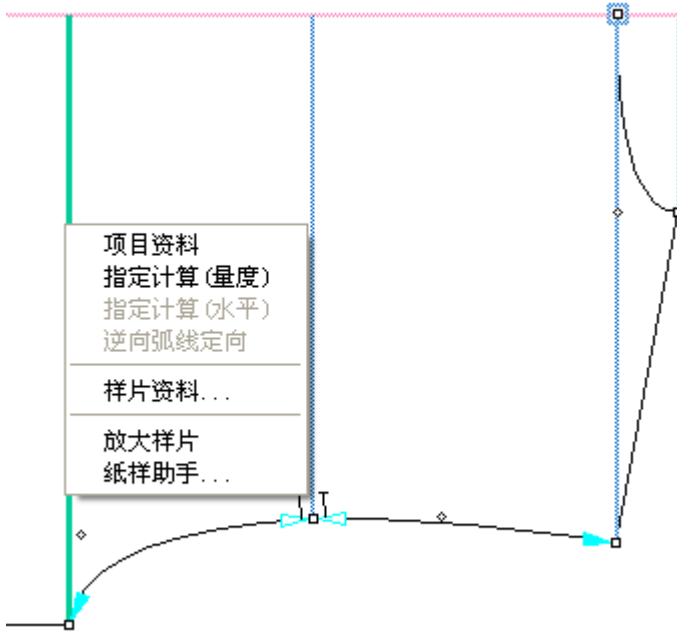 项目资料
指定计算(量度)
指定计算(水平)
逆向弧线定向
样片资料...
放大样片
纸样助手...
T